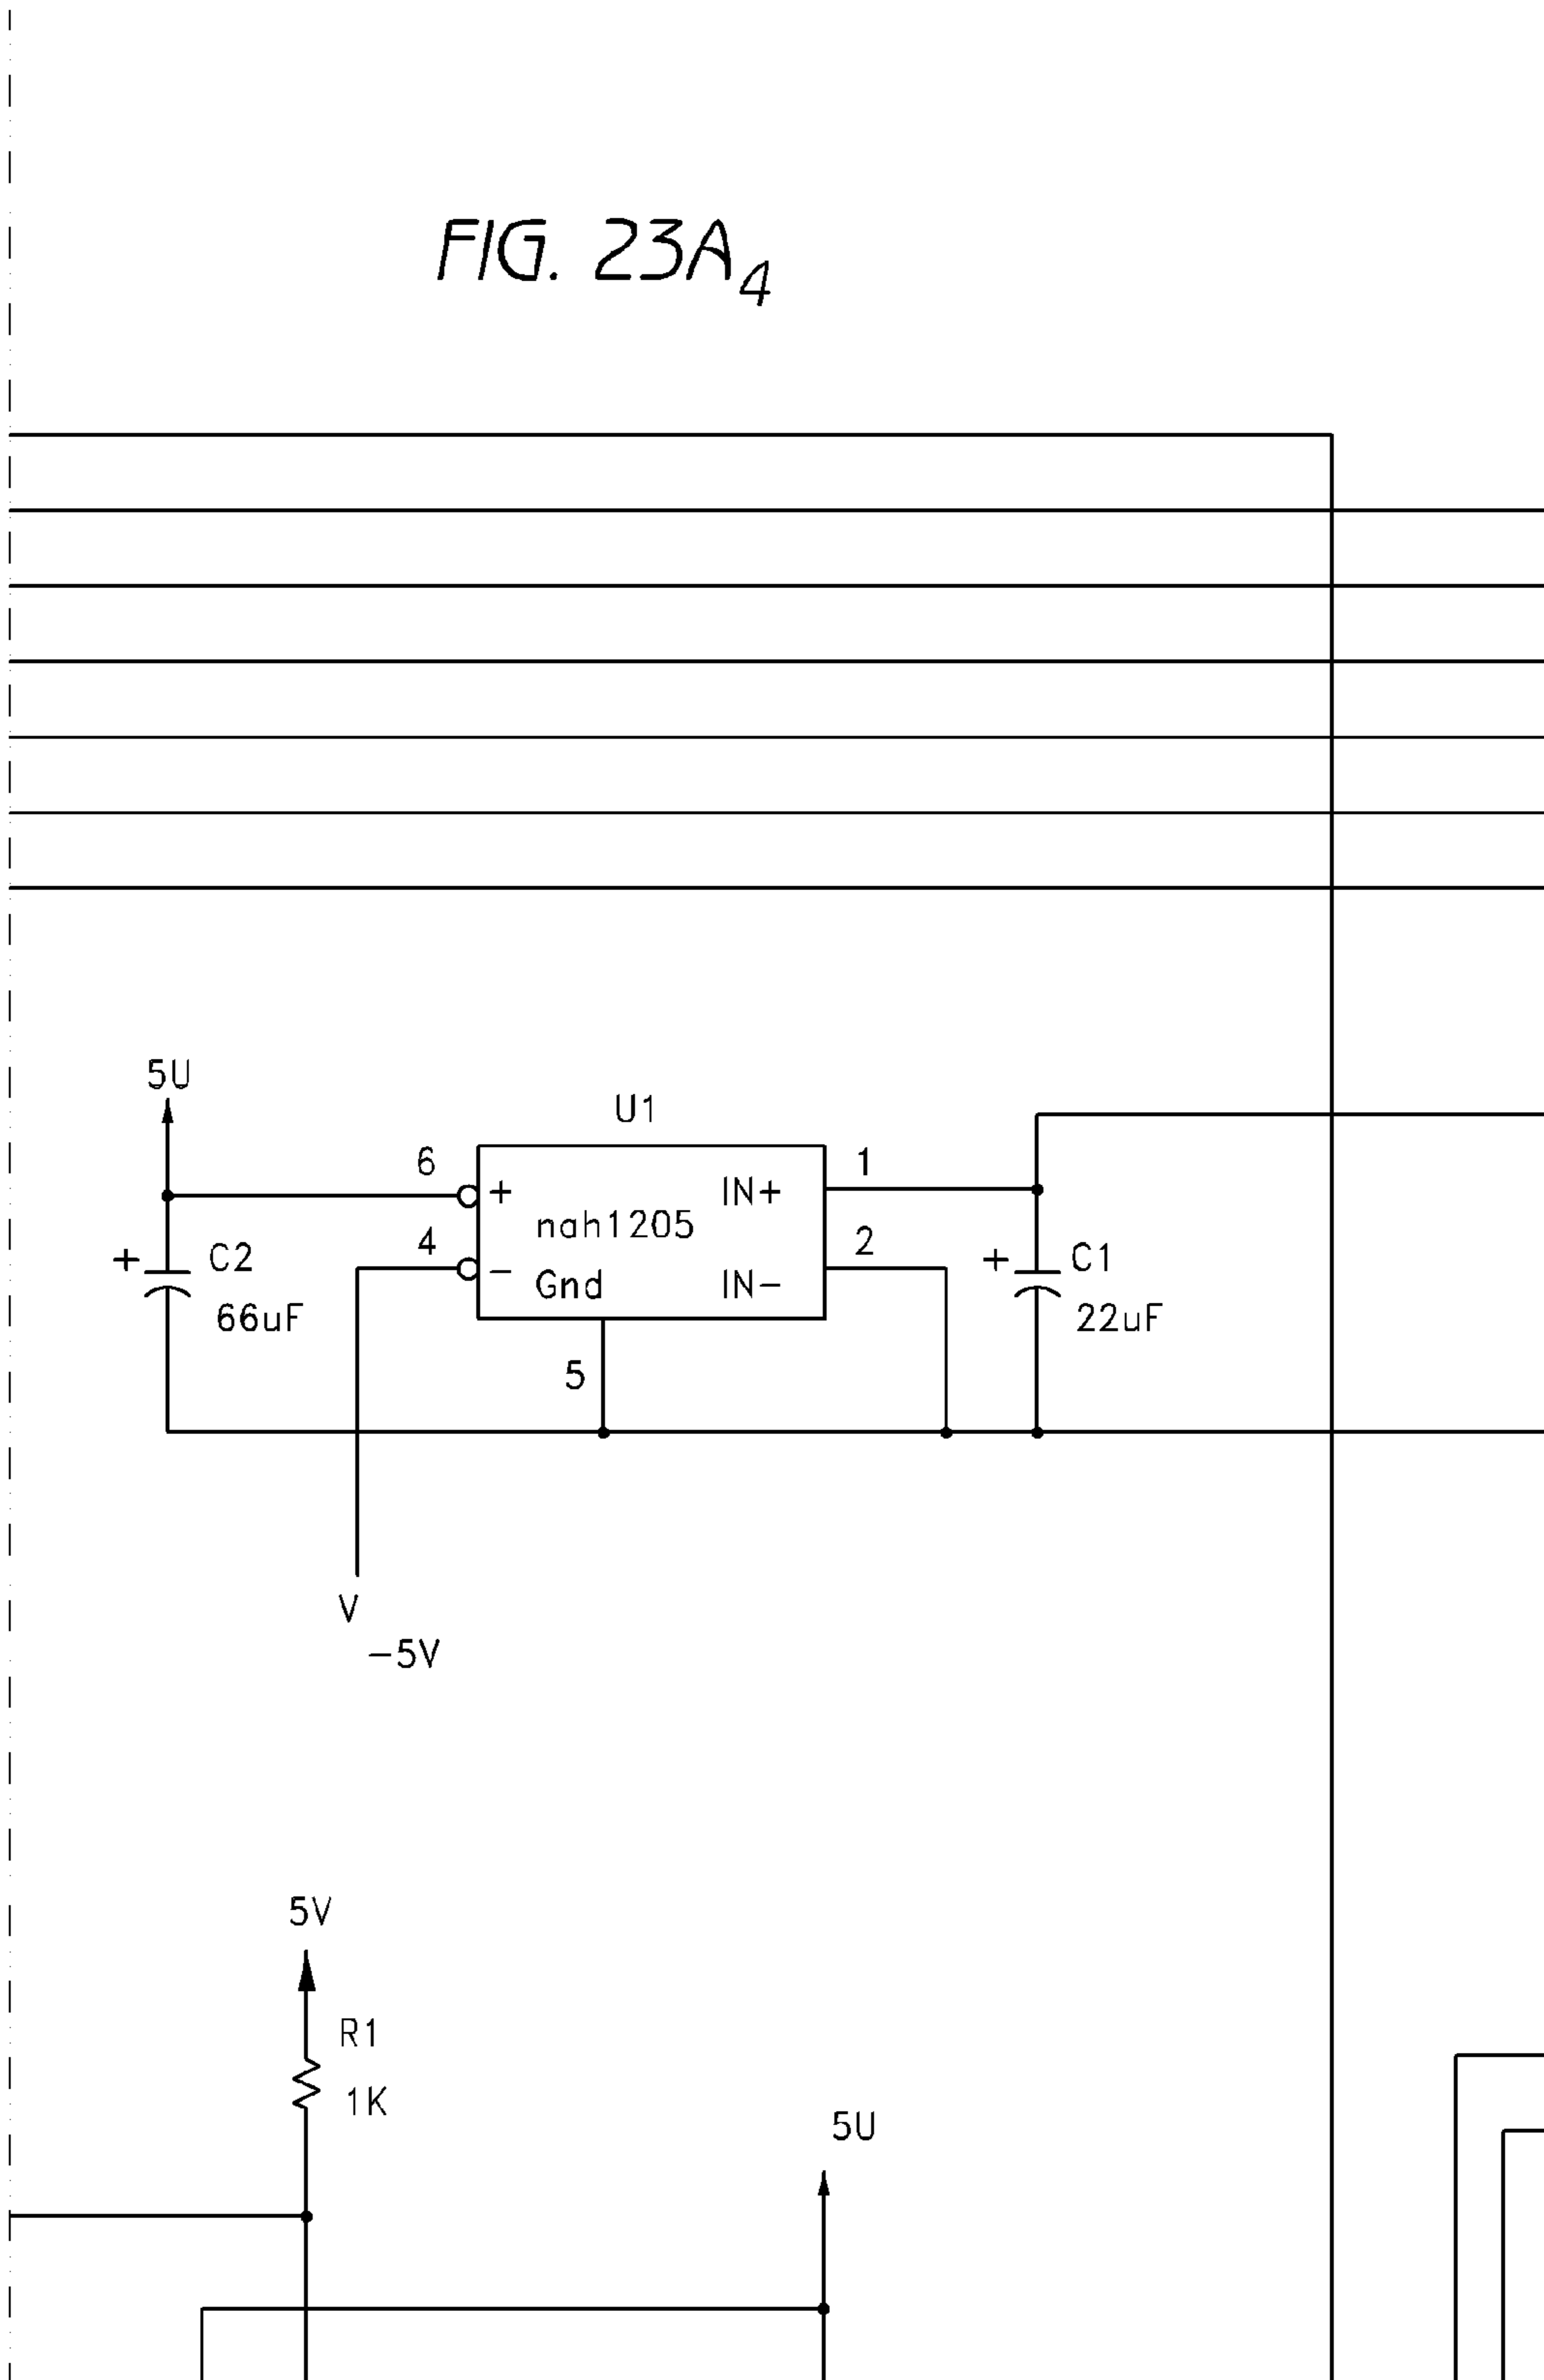 FIG. 23A4
5U
U1
6
1
+
IN+
nah1205
4
2
+
C2
-
Gnd
IN-
+
C1
66uF
22uF
5
V
-5V
5V
R1
1K
5U